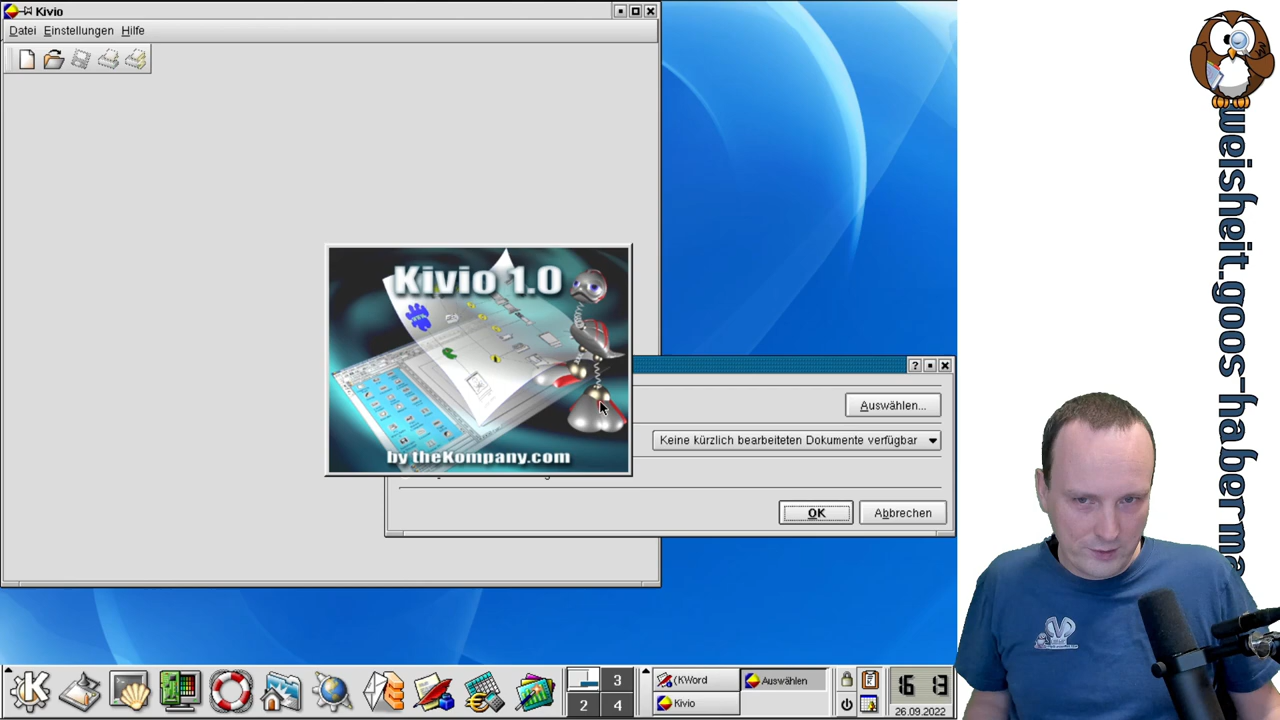 Kivio
Datei Einstellungen Hilfe
Kivio 1.0
by theKompany.com
Auswählen...
Keine kürzlich bearbeiteten Dokumente verfügbar
OK Abbrechen
3
2 4
(KWord
Auswählen
Kivio
16 13
26.09.2022
weisheit.goos-haberma